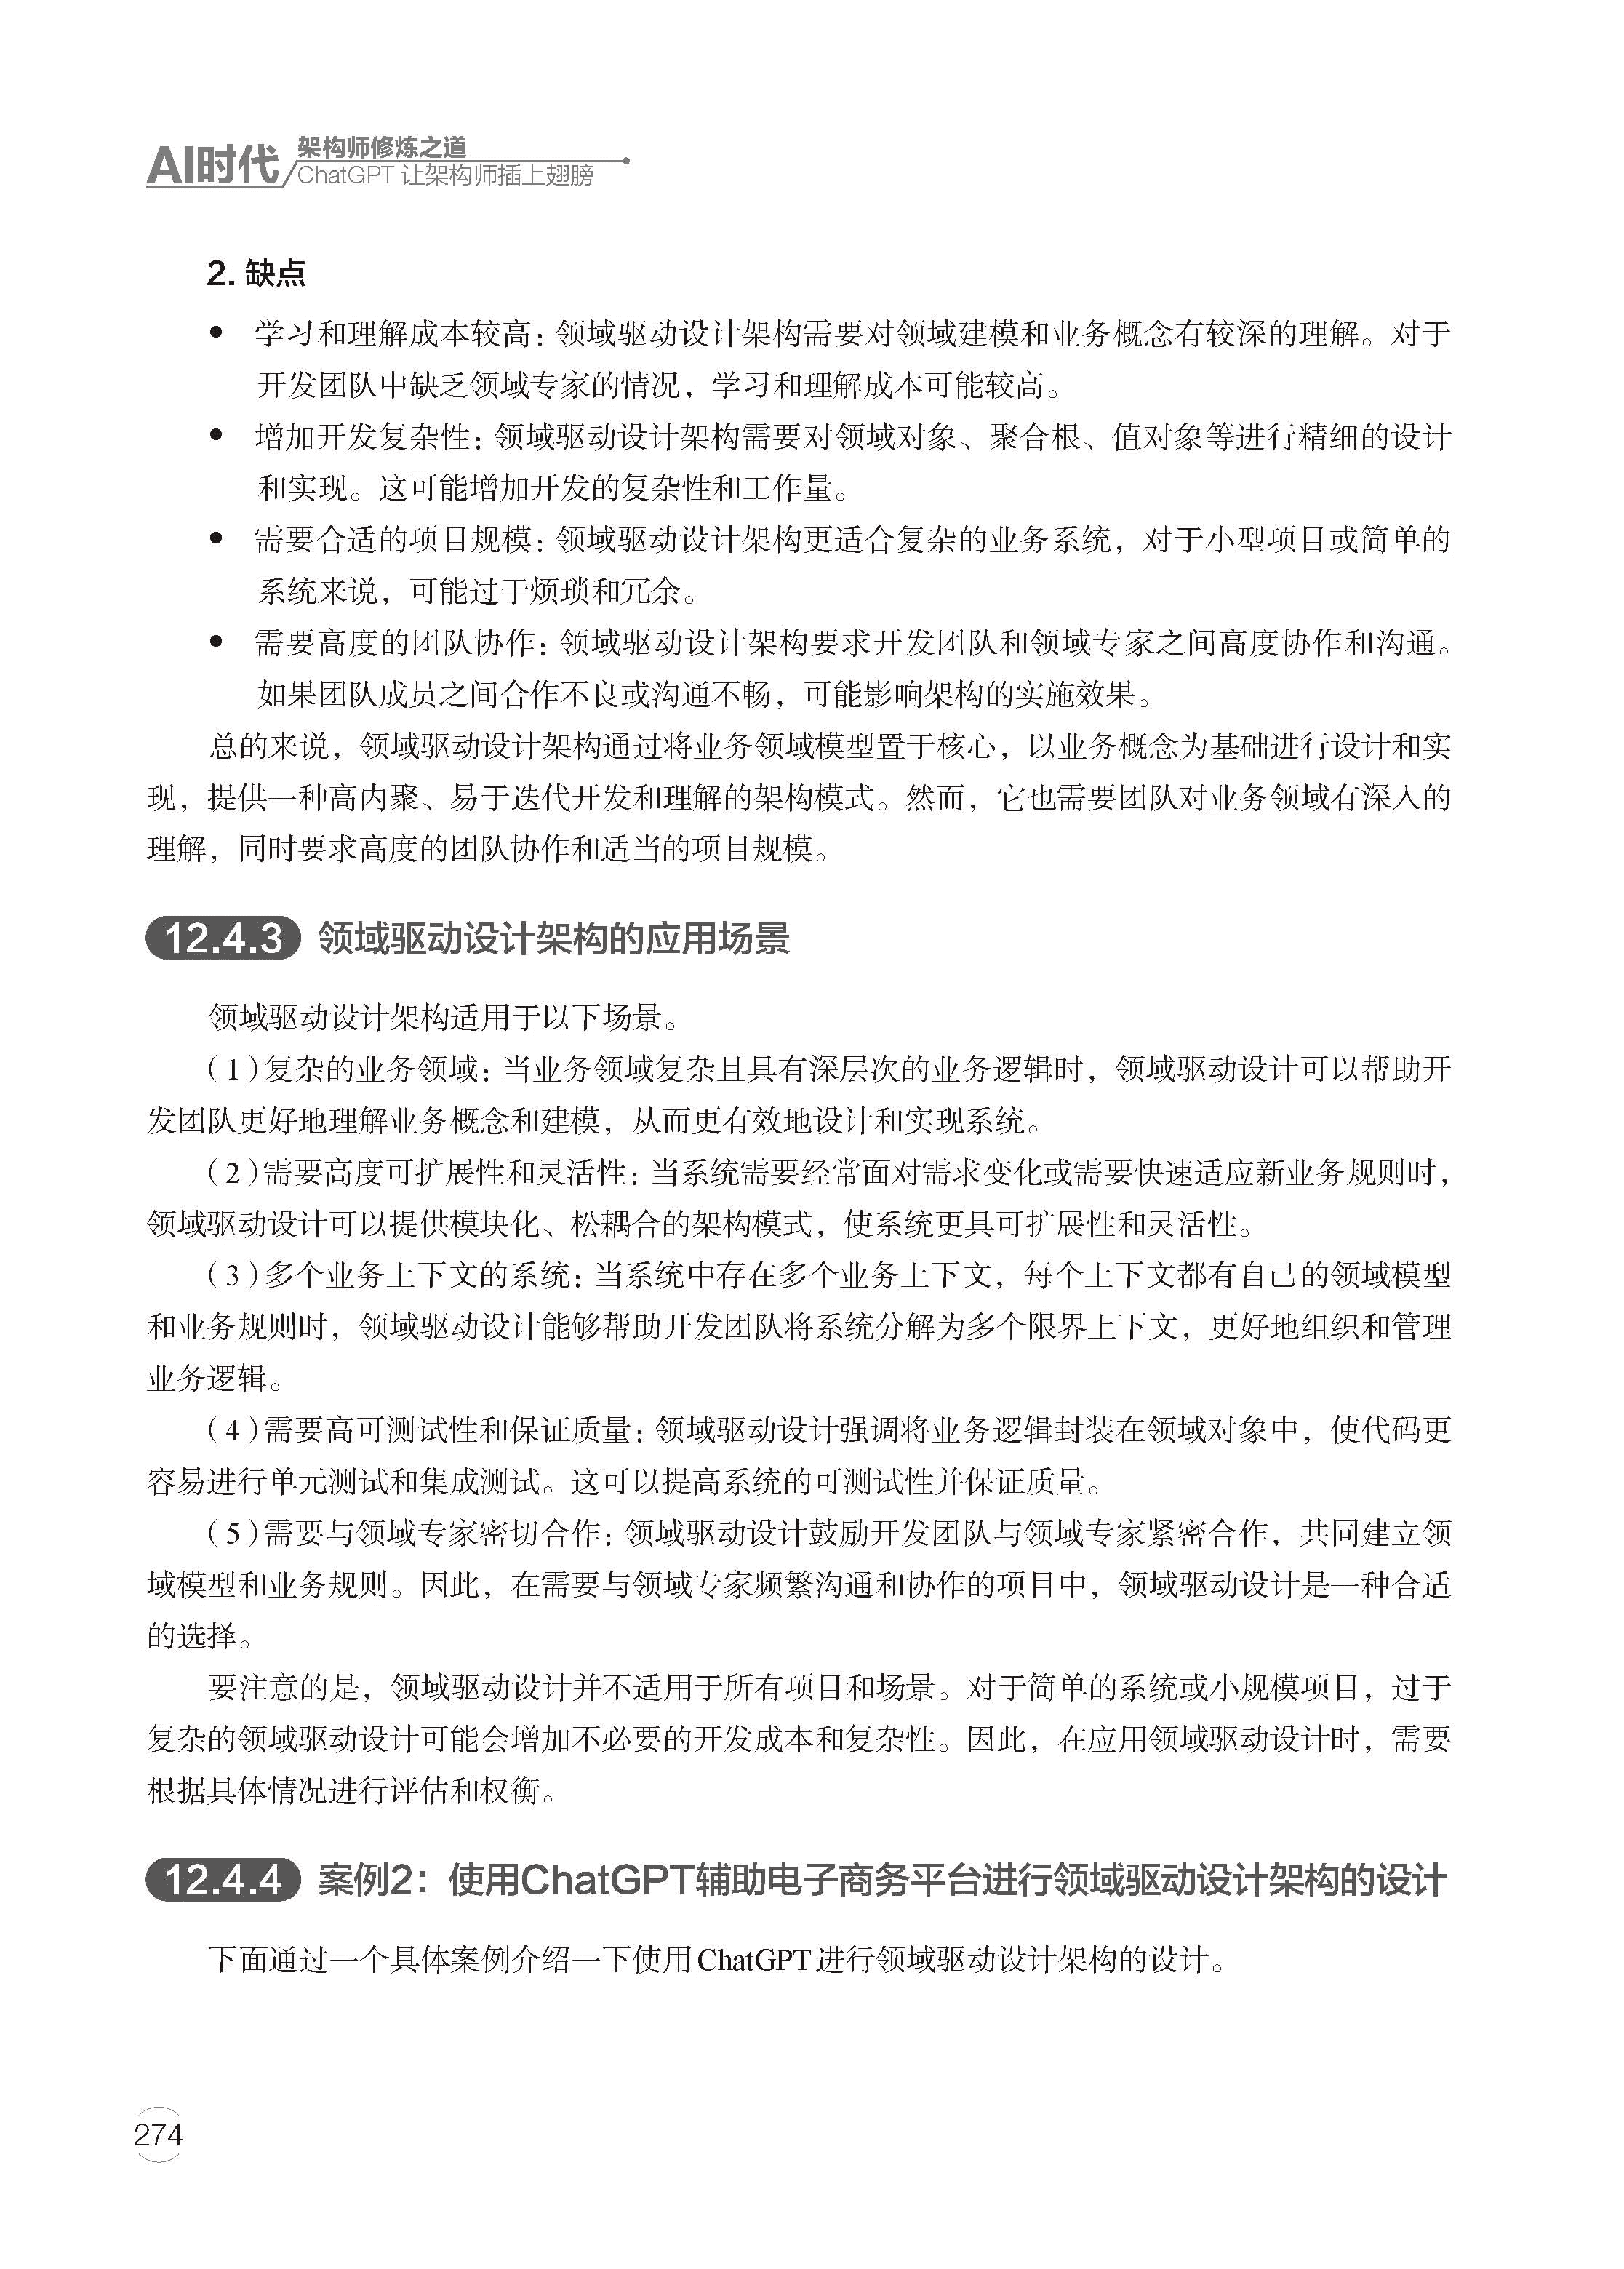 AI时代 架构师修炼之道
ChatGPT 让架构师插上翅膀
2. 缺点
● 学习和理解成本较高：领域驱动设计架构需要对领域建模和业务概念有较深的理解。对于
开发团队中缺乏领域专家的情况，学习和理解成本可能较高。
● 增加开发复杂性：领域驱动设计架构需要对领域对象、聚合根、值对象等进行精细的设计
和实现。这可能增加开发的复杂性和工作量。
● 需要合适的项目规模：领域驱动设计架构更适合复杂的业务系统，对于小型项目或简单的
系统来说，可能过于烦琐和冗余。
● 需要高度的团队协作：领域驱动设计架构要求开发团队和领域专家之间高度协作和沟通。
如果团队成员之间合作不良或沟通不畅，可能影响架构的实施效果。
总的来说，领域驱动设计架构通过将业务领域模型置于核心，以业务概念为基础进行设计和实
现，提供一种高内聚、易于迭代开发和理解的架构模式。然而，它也需要团队对业务领域有深入的
理解，同时要求高度的团队协作和适当的项目规模。
12.4.3 领域驱动设计架构的应用场景
领域驱动设计架构适用于以下场景。
（1）复杂的业务领域：当业务领域复杂且具有深层次的业务逻辑时，领域驱动设计可以帮助开
发团队更好地理解业务概念和建模，从而更有效地设计和实现系统。
（2）需要高度可扩展性和灵活性：当系统需要经常面对需求变化或需要快速适应新业务规则时，
领域驱动设计可以提供模块化、松耦合的架构模式，使系统更具可扩展性和灵活性。
（3）多个业务上下文的系统：当系统中存在多个业务上下文，每个上下文都有自己的领域模型
和业务规则时，领域驱动设计能够帮助开发团队将系统分解为多个限界上下文，更好地组织和管理
业务逻辑。
（4）需要高可测试性和保证质量：领域驱动设计强调将业务逻辑封装在领域对象中，使代码更
容易进行单元测试和集成测试。这可以提高系统的可测试性并保证质量。
（5）需要与领域专家密切合作：领域驱动设计鼓励开发团队与领域专家紧密合作，共同建立领
域模型和业务规则。因此，在需要与领域专家频繁沟通和协作的项目中，领域驱动设计是一种合适
的选择。
要注意的是，领域驱动设计并不适用于所有项目和场景。对于简单的系统或小规模项目，过于
复杂的领域驱动设计可能会增加不必要的开发成本和复杂性。因此，在应用领域驱动设计时，需要
根据具体情况进行评估和权衡。
12.4.4 案例2：使用ChatGPT辅助电子商务平台进行领域驱动设计架构的设计
下面通过一个具体案例介绍一下使用ChatGPT进行领域驱动设计架构的设计。
274